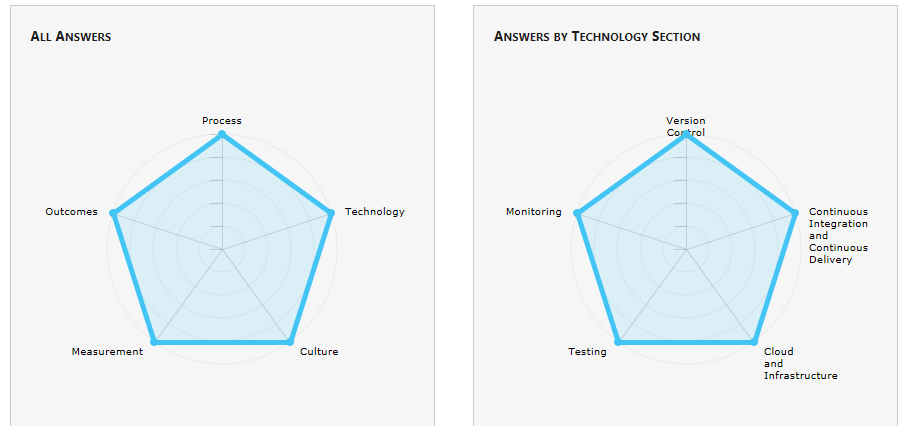 All Answers
Process
Outcomes
Technology
Measurement
Culture
Answers by Technology Section
Version
Control
Monitoring
Continuous
Integration
and
Continuous
Delivery
Testing
Cloud
and
Infrastructure